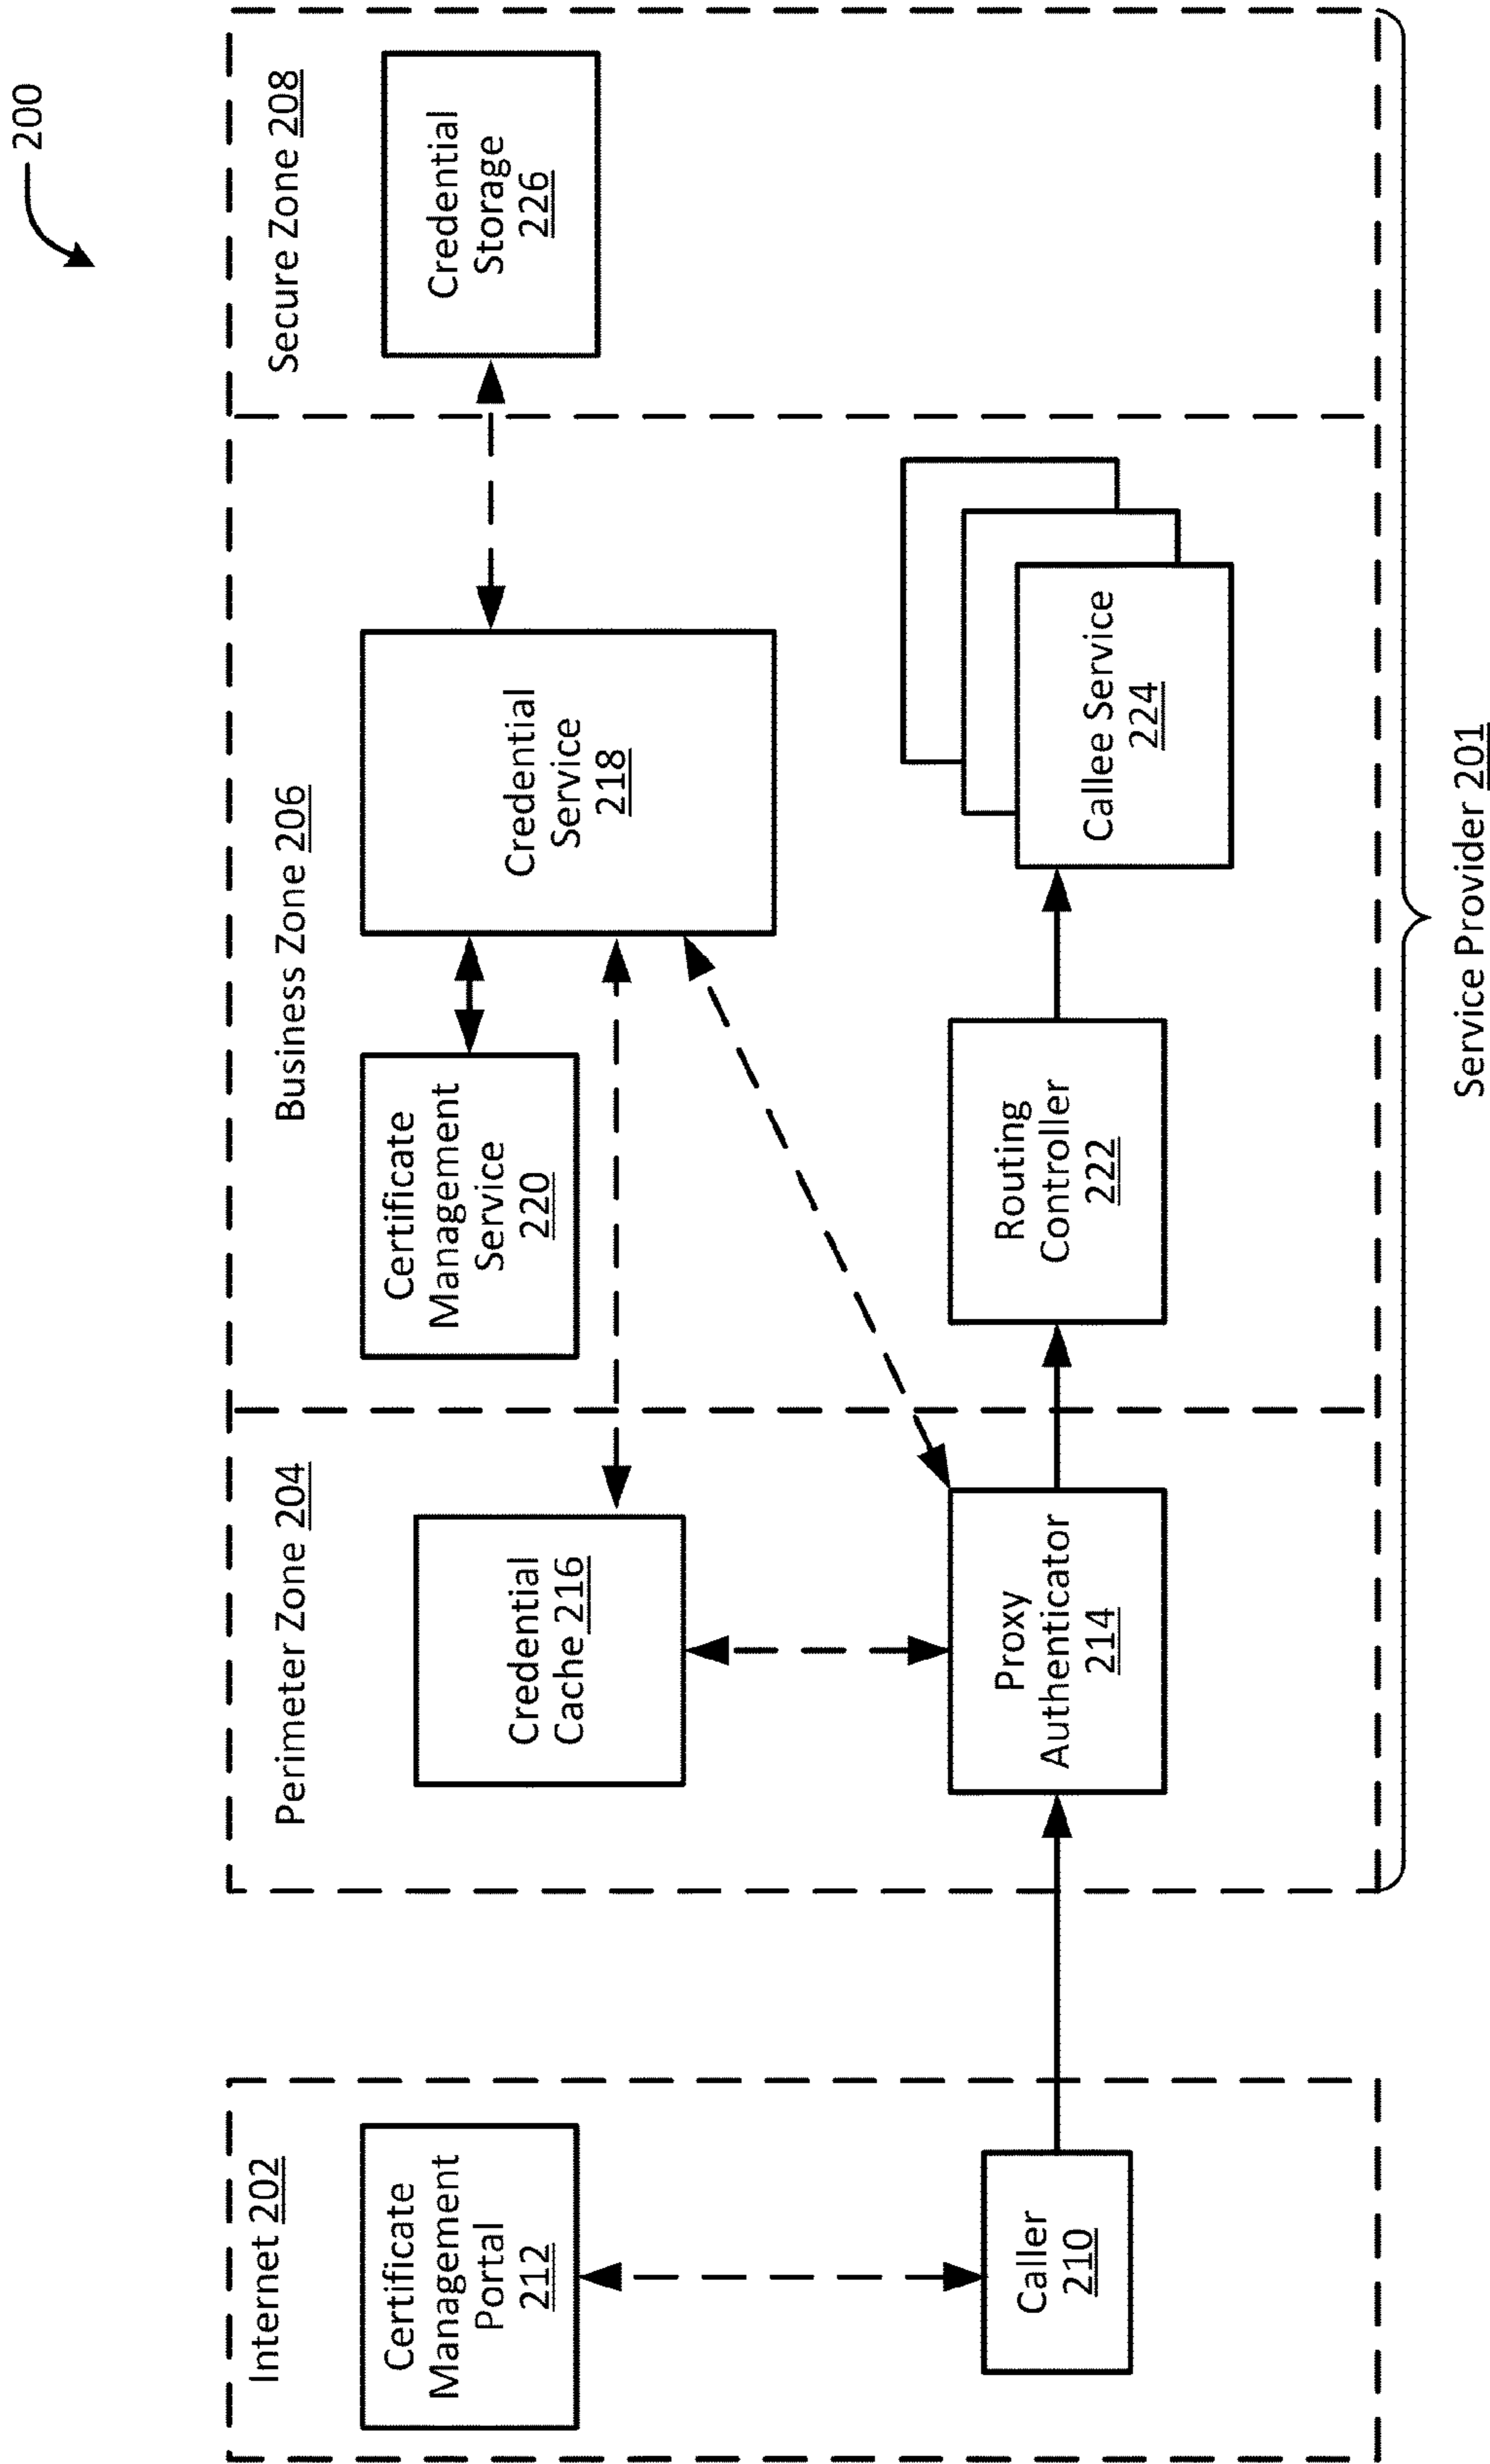 200
Internet 202
Certificate
Management
Portal
212
Caller
210
Perimeter Zone 204
Credential
Cache 216
Proxy
Authenticator
214
Business Zone 206
Certificate
Management
Service
220
Credential
Service
218
Routing
Controller
222
Callee Service
224
Secure Zone 208
Credential
Storage
226
Service Provider 201